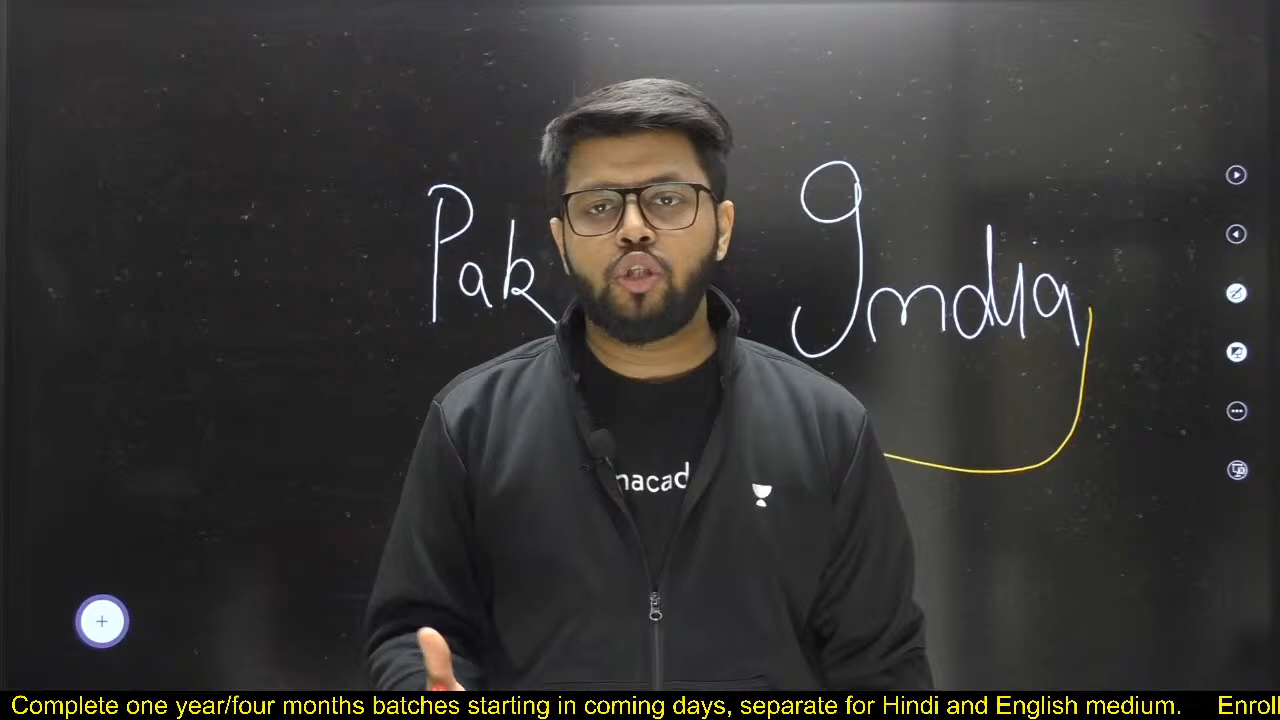 Pak India
nacad
Complete one year/four months batches starting in coming days, separate for Hindi and English medium. Enroll